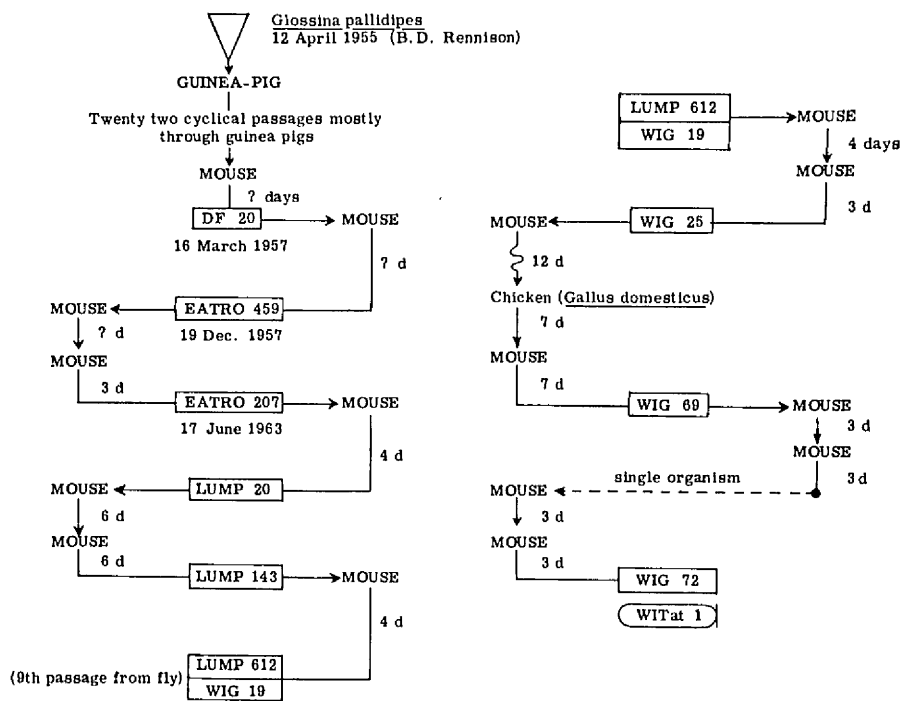 Glossina pallidipes
12 April 1955 (B.D. Rennison)
GUINEA-PIG
Twenty two cyclical passages mostly
through guinea pigs
MOUSE
? days
DF 20
MOUSE
16 March 1957
? d
MOUSE
EATRO 459
19 Dec. 1957
? d
MOUSE
3 d
EATRO 207
MOUSE
17 June 1963
4 d
MOUSE
LUMP 20
6 d
MOUSE
6 d
LUMP 143
MOUSE
4 d
(9th passage from fly)
LUMP 612
WIG 19
LUMP 612
WIG 19
MOUSE
4 days
MOUSE
3 d
WIG 25
MOUSE
12 d
Chicken (Gallus domesticus)
7 d
MOUSE
7 d
WIG 69
MOUSE
3 d
MOUSE
3 d
single organism
MOUSE
3 d
MOUSE
3 d
WIG 72
WITat 1